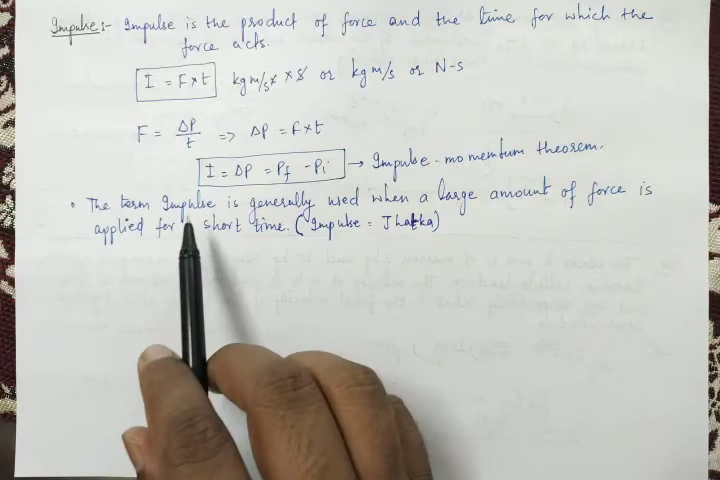 Impulse :- Impulse is the product of force and the time for which the
force acts.
I = F × t kg m/s² × s or kg m/s or N-s
F = ΔP/t => ΔP = F × t
I = ΔP = Pf - Pi → Impulse-momentum theorem.
• The term Impulse is generally used when a large amount of force is
applied for short time. (Impulse = Jhatka)